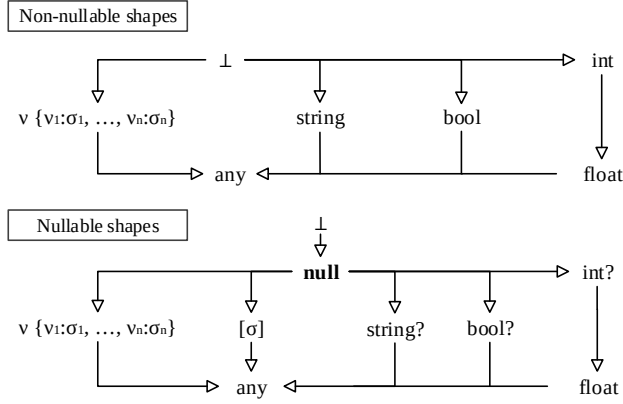 Non-nullable shapes
⊥ int
ν {ν₁:σ₁, …, νₙ:σₙ} string bool
any float
Nullable shapes
⊥
null int?
ν {ν₁:σ₁, …, νₙ:σₙ} [σ] string? bool?
any float